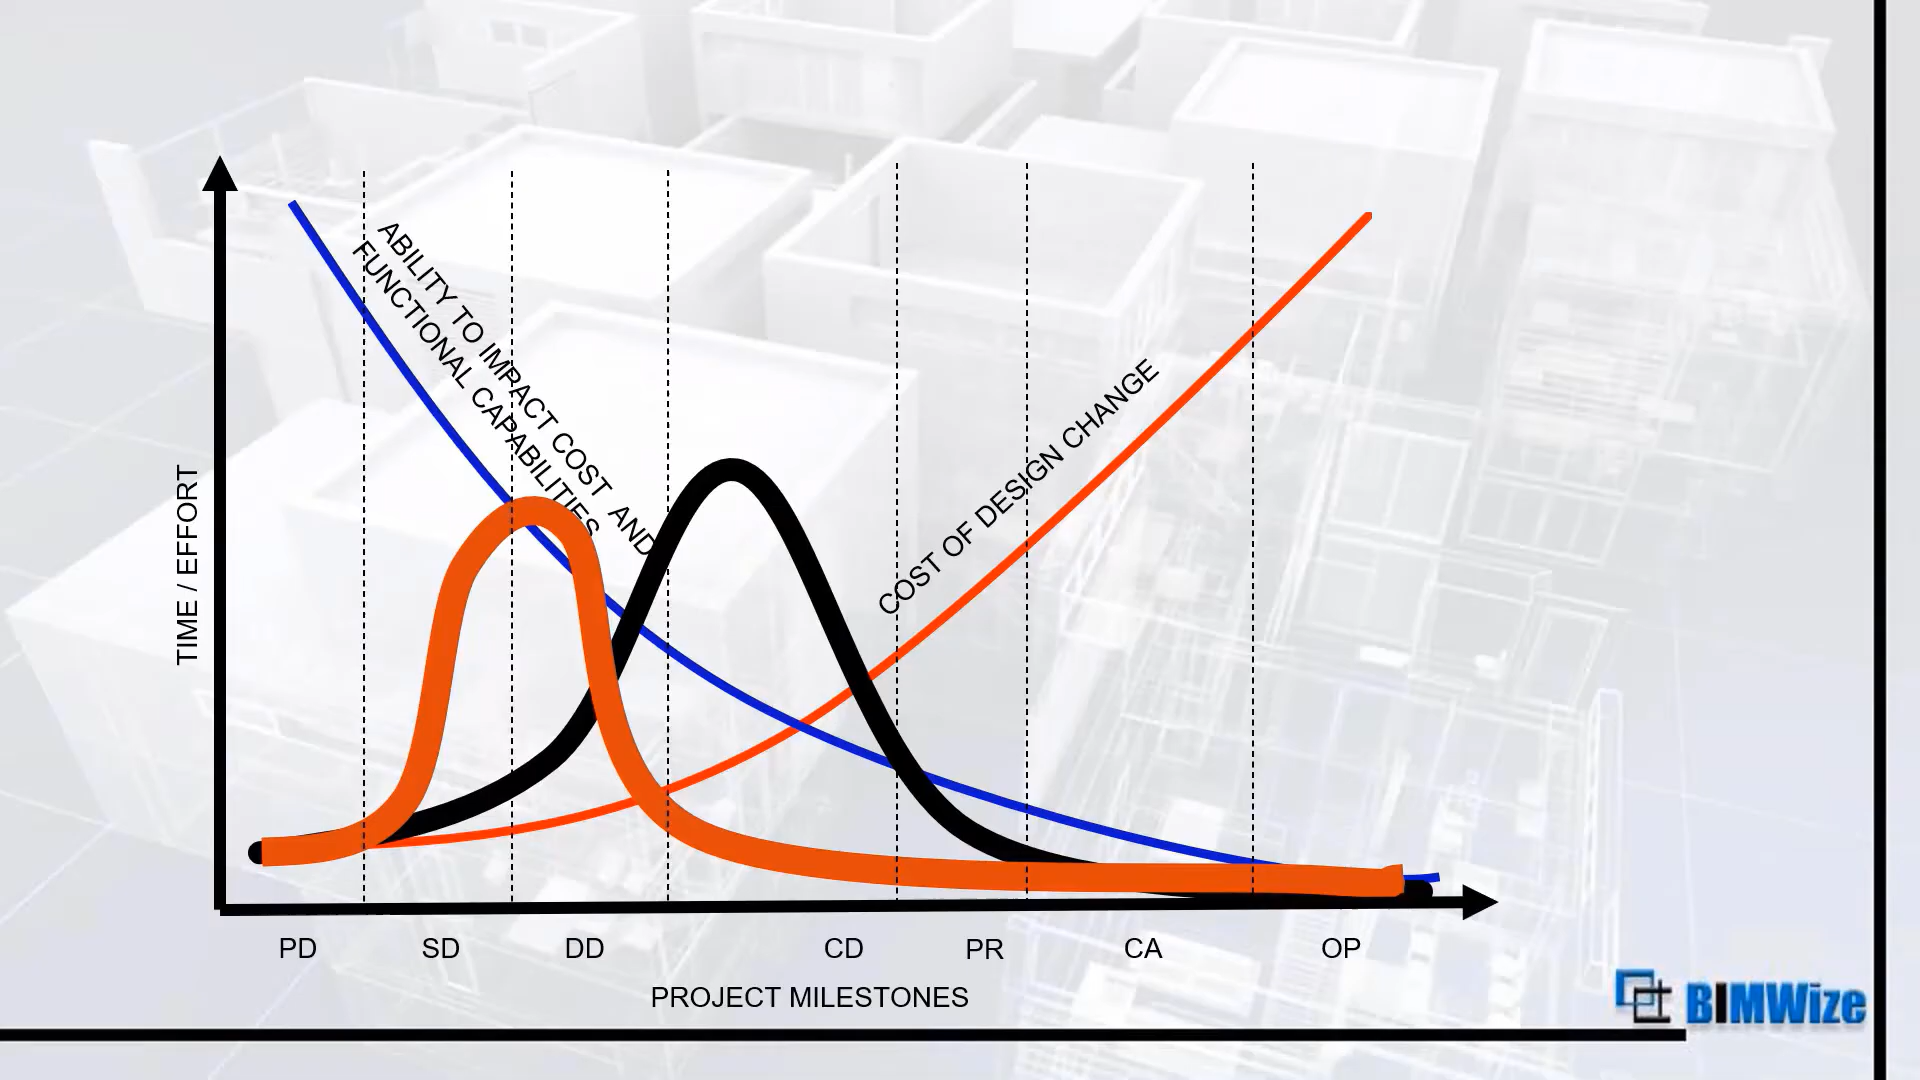 ABILITY TO IMPACT COST AND
FUNCTIONAL CAPABILITIES
COST OF DESIGN CHANGE
TIME / EFFORT
PD SD DD CD PR CA OP
PROJECT MILESTONES
BIMWize